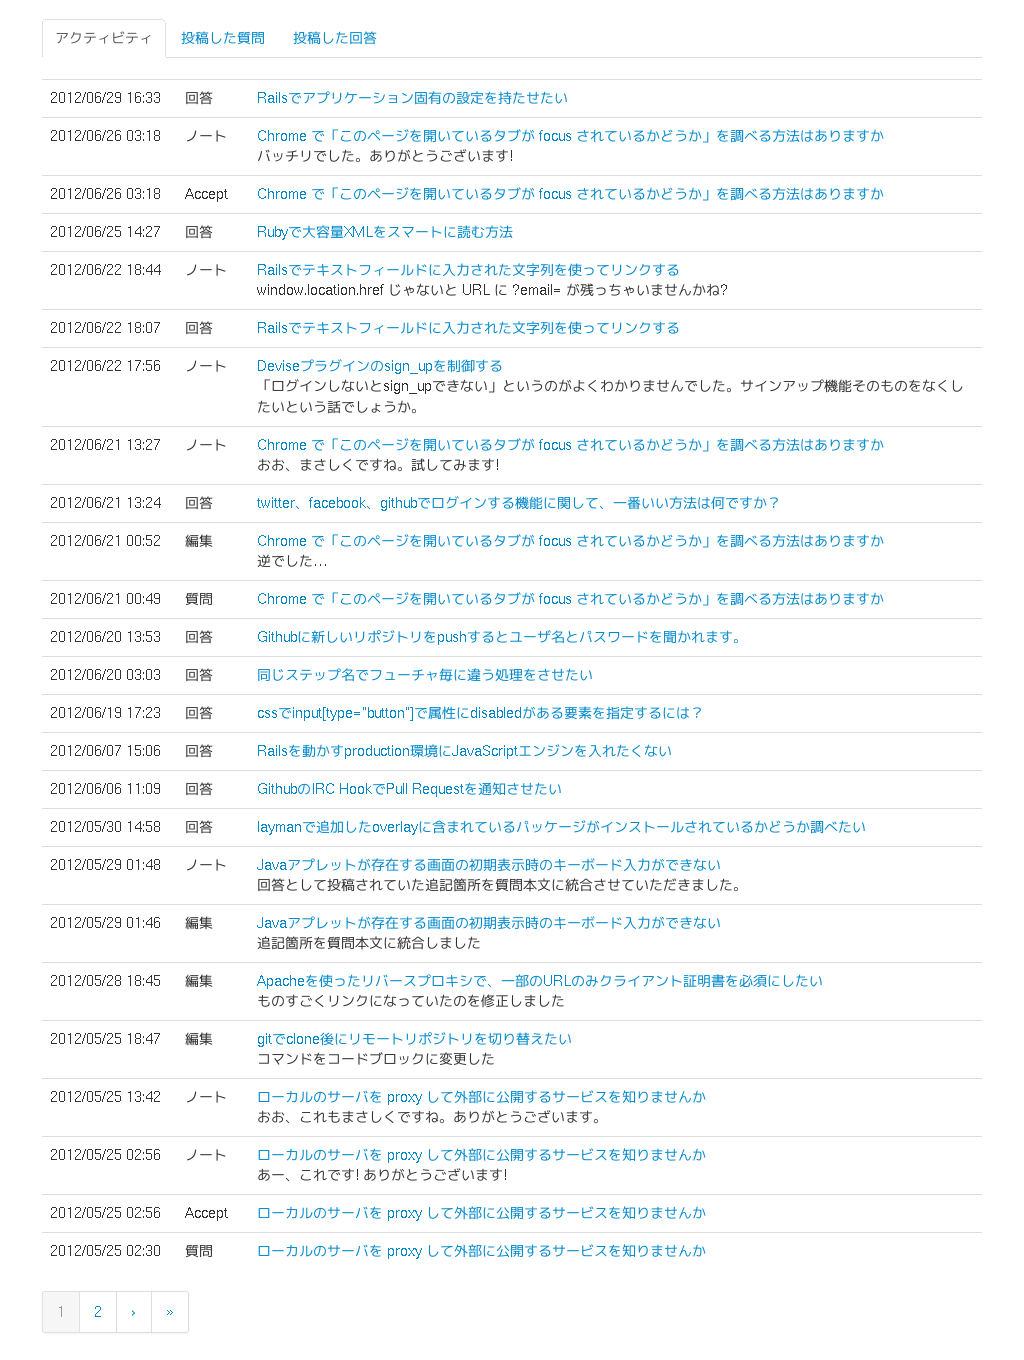 アクティビティ 投稿した質問 投稿した回答
2012/06/29 16:33 回答 Railsでアプリケーション固有の設定を持たせたい
2012/06/26 03:18 ノート Chrome で「このページを開いているタブが focus されているかどうか」を調べる方法はありますか
バッチリでした。ありがとうございます!
2012/06/26 03:18 Accept Chrome で「このページを開いているタブが focus されているかどうか」を調べる方法はありますか
2012/06/25 14:27 回答 Rubyで大容量XMLをスマートに読む方法
2012/06/22 18:44 ノート Railsでテキストフィールドに入力された文字列を使ってリンクする
window.location.href じゃないと URL に ?email= が残っちゃいませんかね?
2012/06/22 18:07 回答 Railsでテキストフィールドに入力された文字列を使ってリンクする
2012/06/22 17:56 ノート Deviseプラグインのsign_upを制御する
「ログインしないとsign_upできない」というのがよくわかりませんでした。サインアップ機能そのものをなくし
たいという話でしょうか。
2012/06/21 13:27 ノート Chrome で「このページを開いているタブが focus されているかどうか」を調べる方法はありますか
おお、まさしくですね。試してみます!
2012/06/21 13:24 回答 twitter、facebook、githubでログインする機能に関して、一番いい方法は何ですか？
2012/06/21 00:52 編集 Chrome で「このページを開いているタブが focus されているかどうか」を調べる方法はありますか
逆でした…
2012/06/21 00:49 質問 Chrome で「このページを開いているタブが focus されているかどうか」を調べる方法はありますか
2012/06/20 13:53 回答 Githubに新しいリポジトリをpushするとユーザ名とパスワードを聞かれます。
2012/06/20 03:03 回答 同じステップ名でフューチャ毎に違う処理をさせたい
2012/06/19 17:23 回答 cssでinput[type="button"]で属性にdisabledがある要素を指定するには？
2012/06/07 15:06 回答 Railsを動かすproduction環境にJavaScriptエンジンを入れたくない
2012/06/06 11:09 回答 GithubのIRC HookでPull Requestを通知させたい
2012/05/30 14:58 回答 laymanで追加したoverlayに含まれているパッケージがインストールされているかどうか調べたい
2012/05/29 01:48 ノート Javaアプレットが存在する画面の初期表示時のキーボード入力ができない
回答として投稿されていた追記箇所を質問本文に統合させていただきました。
2012/05/29 01:46 編集 Javaアプレットが存在する画面の初期表示時のキーボード入力ができない
追記箇所を質問本文に統合しました
2012/05/28 18:45 編集 Apacheを使ったリバースプロキシで、一部のURLのみクライアント証明書を必須にしたい
ものすごくリンクになっていたのを修正しました
2012/05/25 18:47 編集 gitでclone後にリモートリポジトリを切り替えたい
コマンドをコードブロックに変更した
2012/05/25 13:42 ノート ローカルのサーバを proxy して外部に公開するサービスを知りませんか
おお、これもまさしくですね。ありがとうございます。
2012/05/25 02:56 ノート ローカルのサーバを proxy して外部に公開するサービスを知りませんか
あー、これです! ありがとうございます!
2012/05/25 02:56 Accept ローカルのサーバを proxy して外部に公開するサービスを知りませんか
2012/05/25 02:30 質問 ローカルのサーバを proxy して外部に公開するサービスを知りませんか
1 2 › »